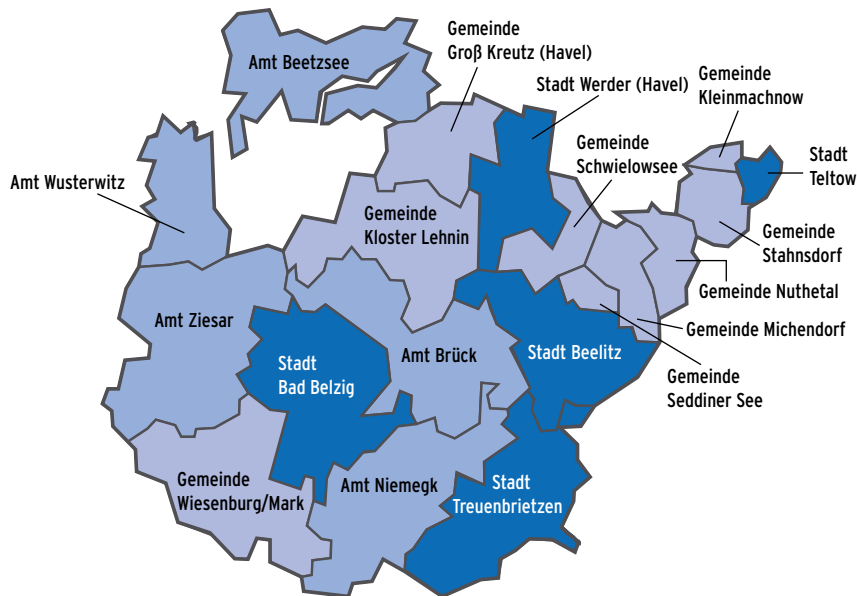 Gemeinde
Groß Kreutz (Havel)
Amt Beetzsee
Stadt Werder (Havel)
Gemeinde
Kleinmachnow
Gemeinde
Schwielowsee
Stadt
Teltow
Amt Wusterwitz
Gemeinde
Kloster Lehnin
Gemeinde
Stahnsdorf
Gemeinde Nuthetal
Amt Ziesar
Gemeinde Michendorf
Stadt
Bad Belzig
Amt Brück
Stadt Beelitz
Gemeinde
Seddiner See
Gemeinde
Wiesenburg/Mark
Amt Niemegk
Stadt
Treuenbrietzen